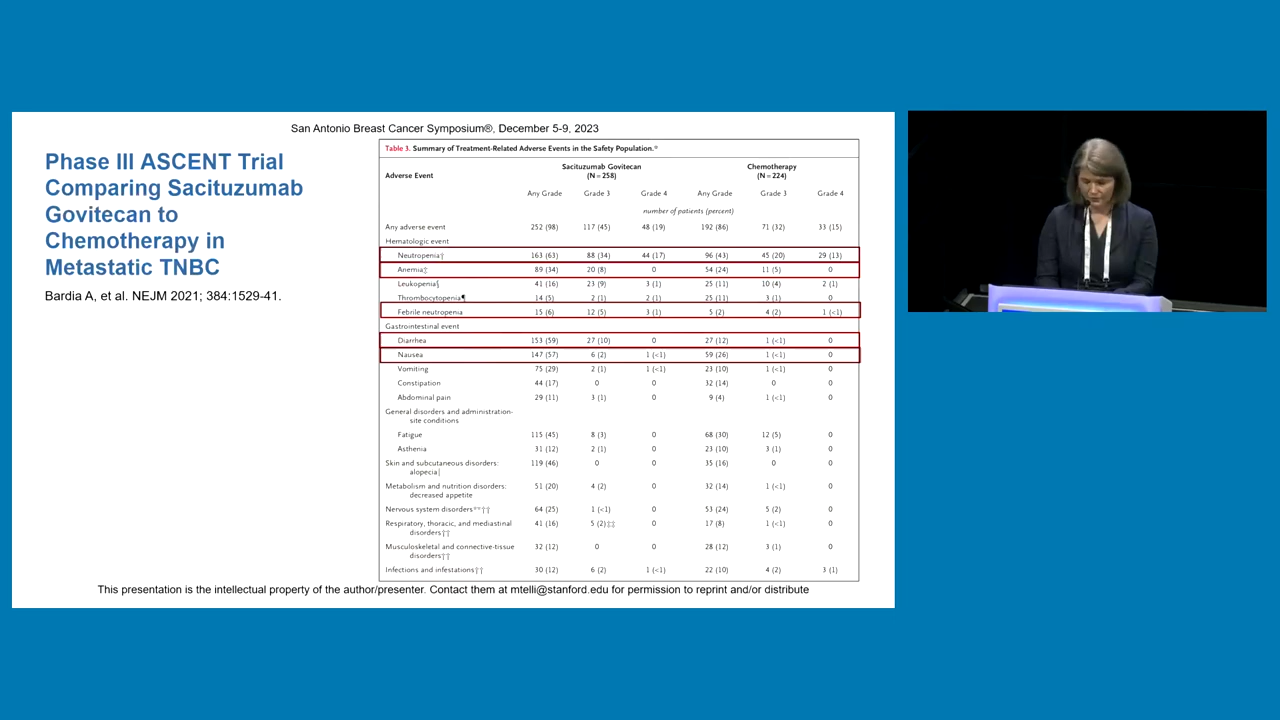 San Antonio Breast Cancer Symposium®, December 5-9, 2023
Phase III ASCENT Trial
Comparing Sacituzumab
Govitecan to
Chemotherapy in
Metastatic TNBC
Bardia A, et al. NEJM 2021; 384:1529-41.
Table 3. Summary of Treatment-Related Adverse Events in the Safety Population.*
Adverse Event Sacituzumab Govitecan (N=258) Chemotherapy (N=224)
Any Grade Grade 3 Grade 4 Any Grade Grade 3 Grade 4
number of patients (percent)
Any adverse event 252 (98) 117 (45) 48 (19) 192 (86) 71 (32) 33 (15)
Hematologic event
Neutropenia† 163 (63) 88 (34) 44 (17) 96 (43) 45 (20) 29 (13)
Anemia‡ 89 (34) 20 (8) 0 54 (24) 11 (5) 0
Leukopenia§ 41 (16) 23 (9) 3 (1) 25 (11) 10 (4) 2 (1)
Thrombocytopenia¶ 14 (5) 2 (1) 2 (1) 25 (11) 3 (1) 0
Febrile neutropenia 15 (6) 12 (5) 3 (1) 5 (2) 4 (2) 1 (<1)
Gastrointestinal event
Diarrhea 153 (59) 27 (10) 0 27 (12) 1 (<1) 0
Nausea 147 (57) 6 (2) 1 (<1) 59 (26) 1 (<1) 0
Vomiting 75 (29) 2 (1) 1 (<1) 23 (10) 1 (<1) 0
Constipation 44 (17) 0 0 32 (14) 0 0
Abdominal pain 29 (11) 3 (1) 0 9 (4) 1 (<1) 0
General disorders and administration-
site conditions
Fatigue 115 (45) 8 (3) 0 68 (30) 12 (5) 0
Asthenia 31 (12) 2 (1) 0 23 (10) 3 (1) 0
Skin and subcutaneous disorders: 119 (46) 0 0 35 (16) 0 0
alopecia‖
Metabolism and nutrition disorders: 51 (20) 4 (2) 0 32 (14) 1 (<1) 0
decreased appetite
Nervous system disorders**†† 64 (25) 1 (<1) 0 53 (24) 5 (2) 0
Respiratory, thoracic, and mediastinal 41 (16) 5 (2)‡‡ 0 17 (8) 1 (<1) 0
disorders††
Musculoskeletal and connective-tissue 32 (12) 0 0 28 (12) 3 (1) 0
disorders††
Infections and infestations†† 30 (12) 6 (2) 1 (<1) 22 (10) 4 (2) 3 (1)
This presentation is the intellectual property of the author/presenter. Contact them at mtelli@stanford.edu for permission to reprint and/or distribute